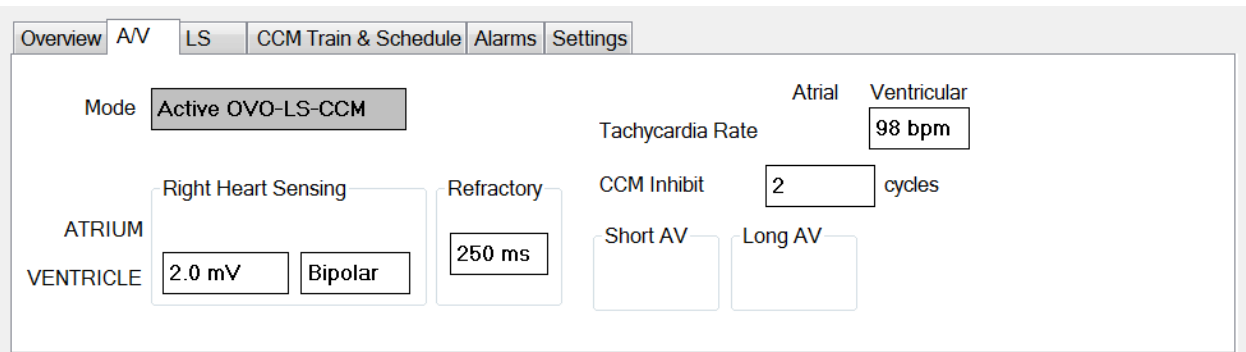 Overview A/V LS CCM Train & Schedule Alarms Settings
Mode Active OVO-LS-CCM
Atrial Ventricular
Tachycardia Rate 98 bpm
Right Heart Sensing Refractory
CCM Inhibit 2 cycles
ATRIUM
Short AV Long AV
VENTRICLE 2.0 mV Bipolar 250 ms